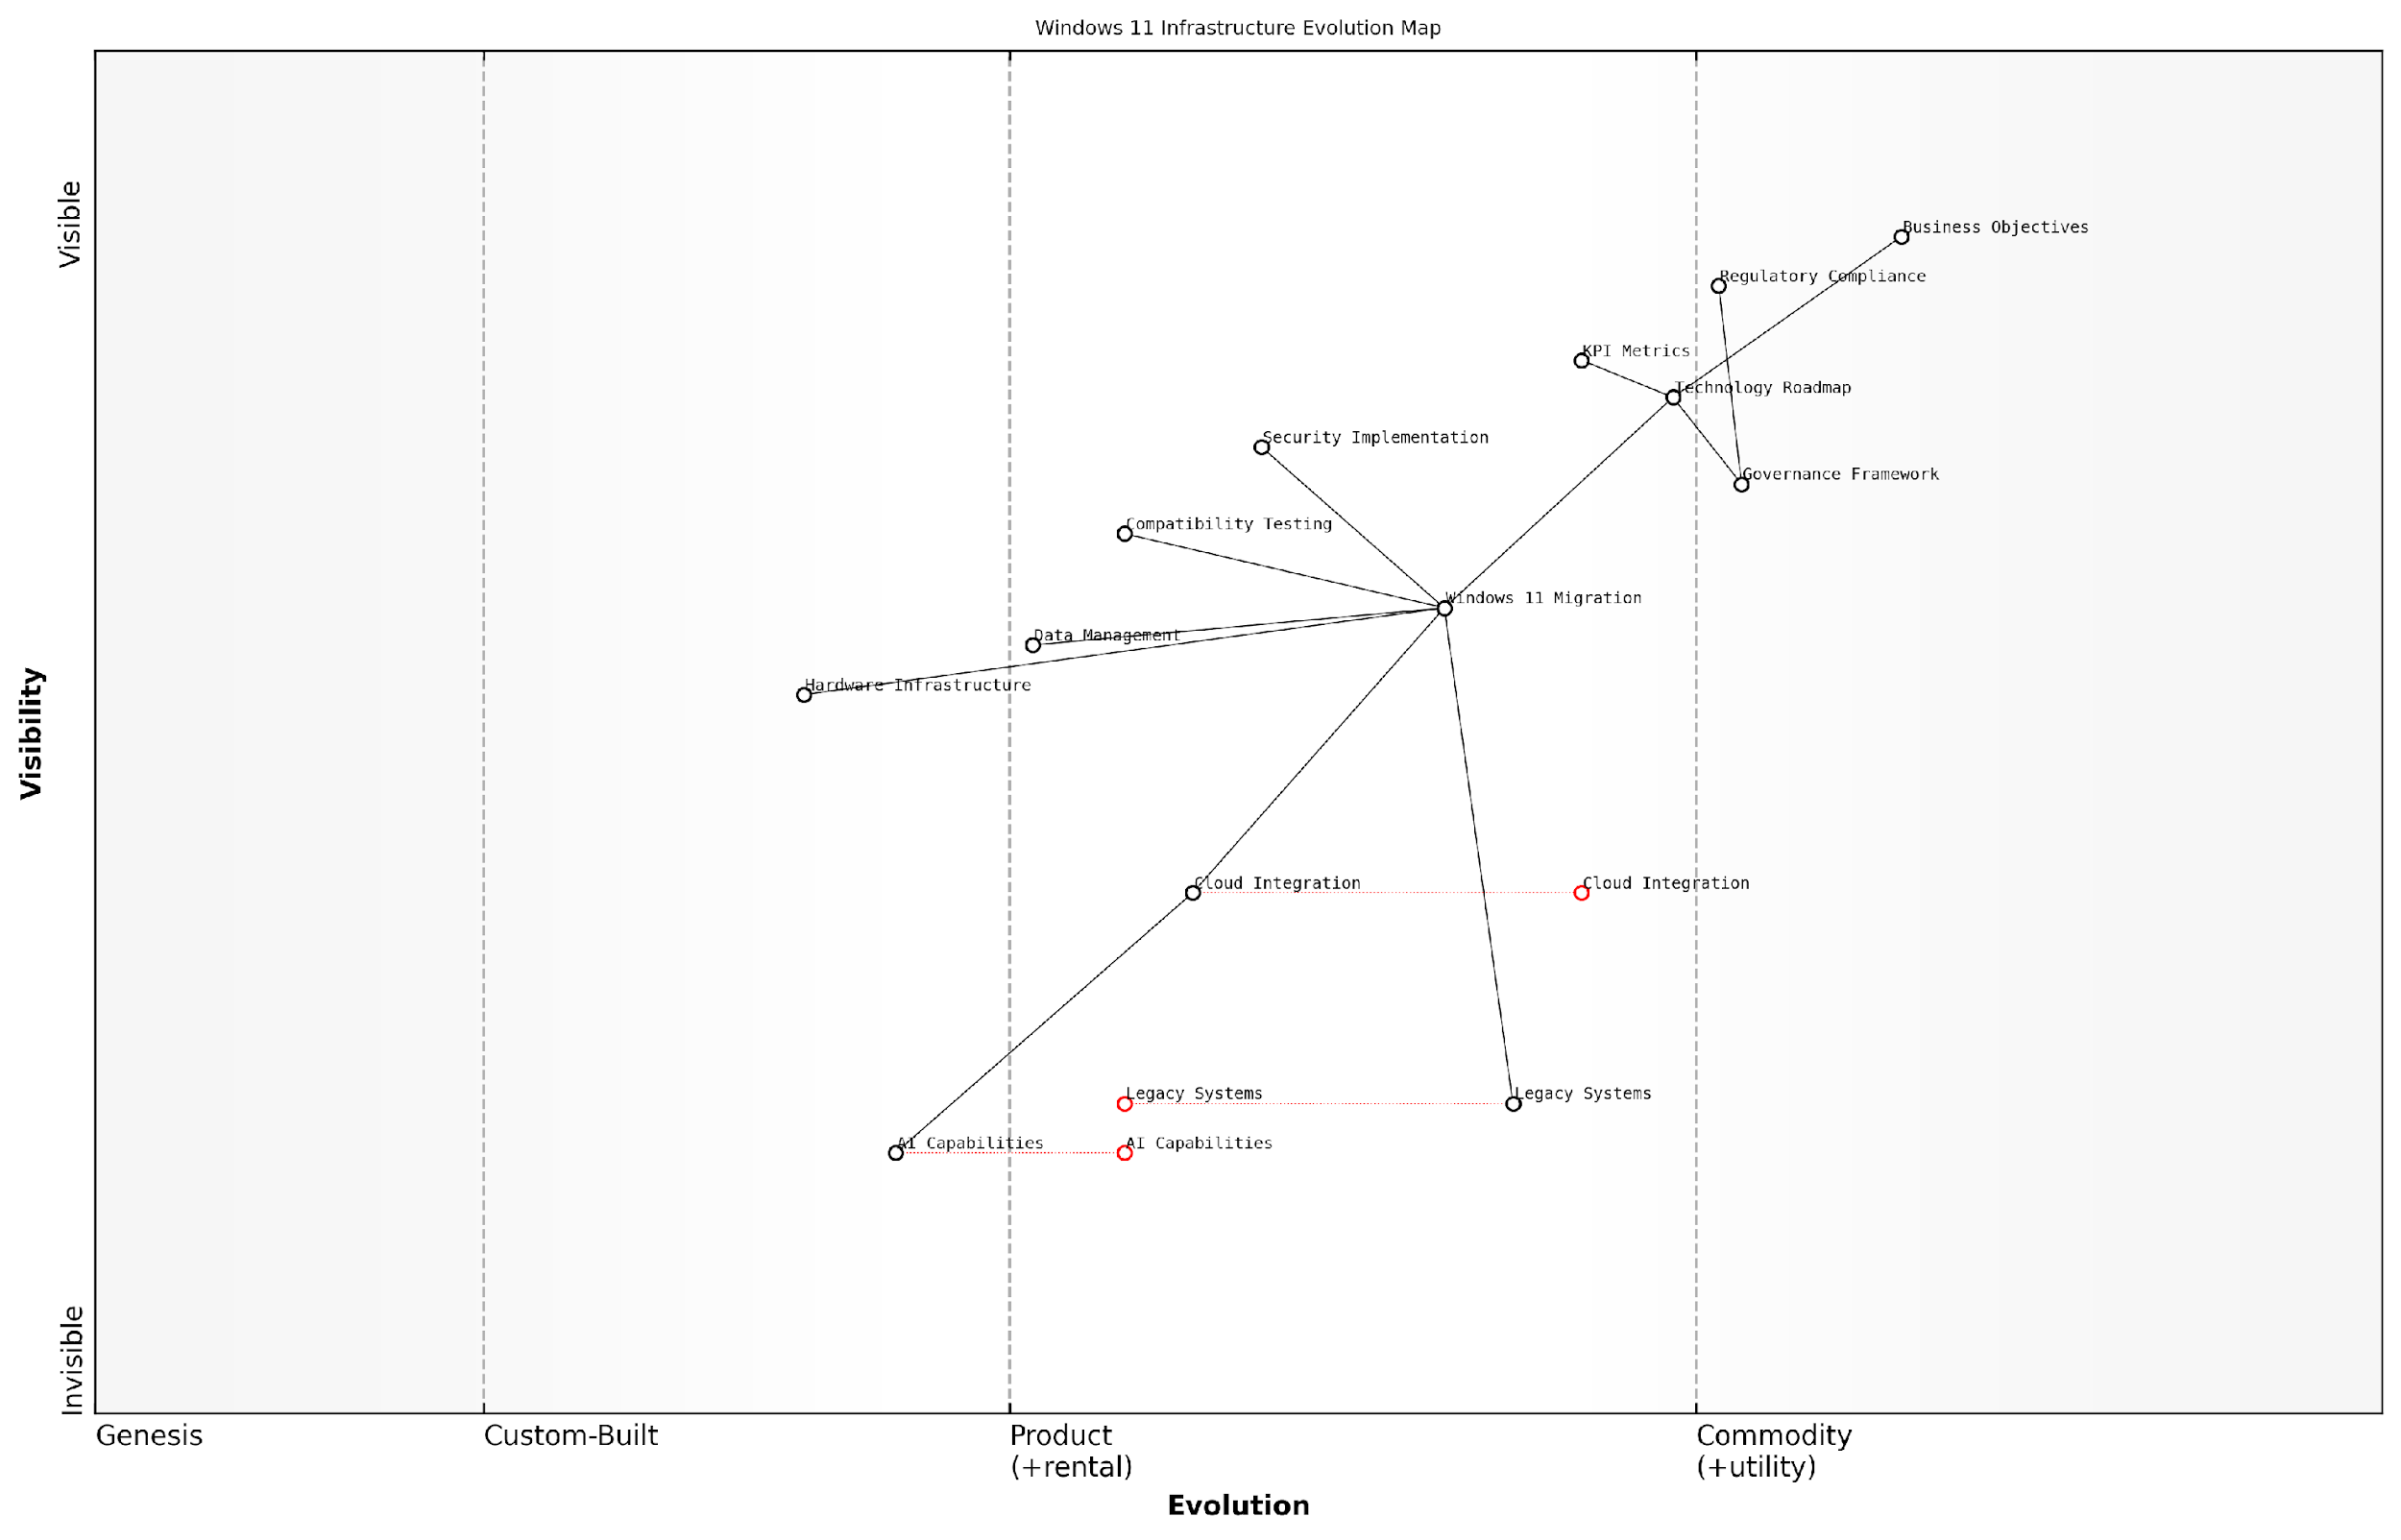 Windows 11 Infrastructure Evolution Map
Visible
Business Objectives
Regulatory Compliance
KPI Metrics
Technology Roadmap
Security Implementation
Governance Framework
Compatibility Testing
Windows 11 Migration
Data Management
Hardware Infrastructure
Visibility
Cloud Integration
Cloud Integration
Legacy Systems
Legacy Systems
AI Capabilities
AI Capabilities
Invisible
Genesis
Custom-Built
Product
(+rental)
Commodity
(+utility)
Evolution